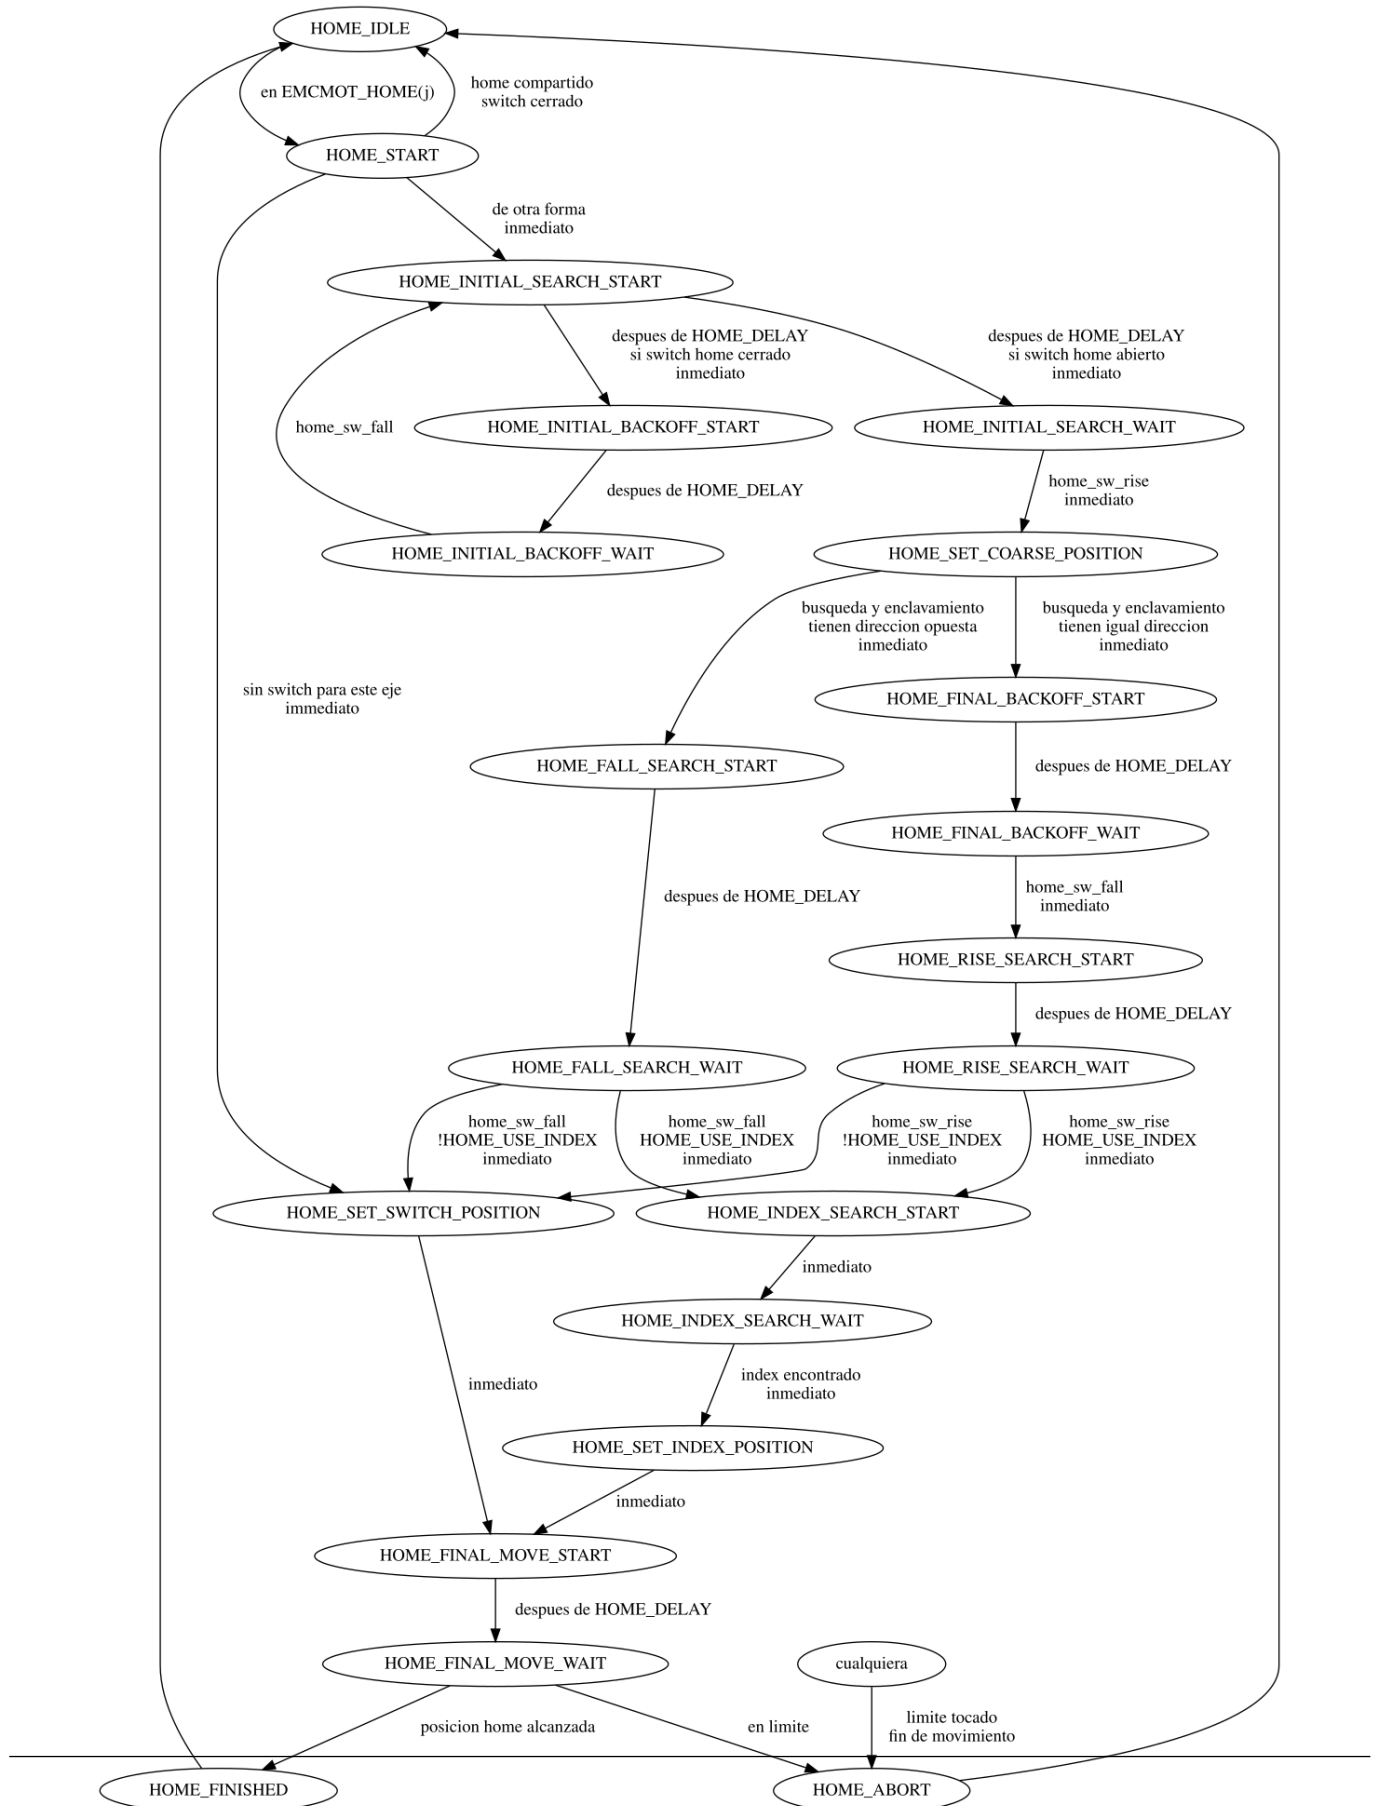 HOME_IDLE
en EMCMOT_HOME(j)
home compartido
switch cerrado
HOME_START
de otra forma
inmediato
HOME_INITIAL_SEARCH_START
despues de HOME_DELAY
si switch home cerrado
inmediato
despues de HOME_DELAY
si switch home abierto
inmediato
home_sw_fall
HOME_INITIAL_BACKOFF_START
HOME_INITIAL_SEARCH_WAIT
despues de HOME_DELAY
home_sw_rise
inmediato
HOME_INITIAL_BACKOFF_WAIT
HOME_SET_COARSE_POSITION
busqueda y enclavamiento
tienen direccion opuesta
inmediato
busqueda y enclavamiento
tienen igual direccion
inmediato
sin switch para este eje
immediato
HOME_FINAL_BACKOFF_START
HOME_FALL_SEARCH_START
despues de HOME_DELAY
HOME_FINAL_BACKOFF_WAIT
despues de HOME_DELAY
home_sw_fall
inmediato
HOME_RISE_SEARCH_START
despues de HOME_DELAY
HOME_FALL_SEARCH_WAIT
HOME_RISE_SEARCH_WAIT
home_sw_fall
!HOME_USE_INDEX
inmediato
home_sw_fall
HOME_USE_INDEX
inmediato
home_sw_rise
!HOME_USE_INDEX
inmediato
home_sw_rise
HOME_USE_INDEX
inmediato
HOME_SET_SWITCH_POSITION
HOME_INDEX_SEARCH_START
inmediato
HOME_INDEX_SEARCH_WAIT
inmediato
index encontrado
inmediato
HOME_SET_INDEX_POSITION
inmediato
HOME_FINAL_MOVE_START
despues de HOME_DELAY
HOME_FINAL_MOVE_WAIT
cualquiera
posicion home alcanzada
en limite
limite tocado
fin de movimiento
HOME_FINISHED
HOME_ABORT